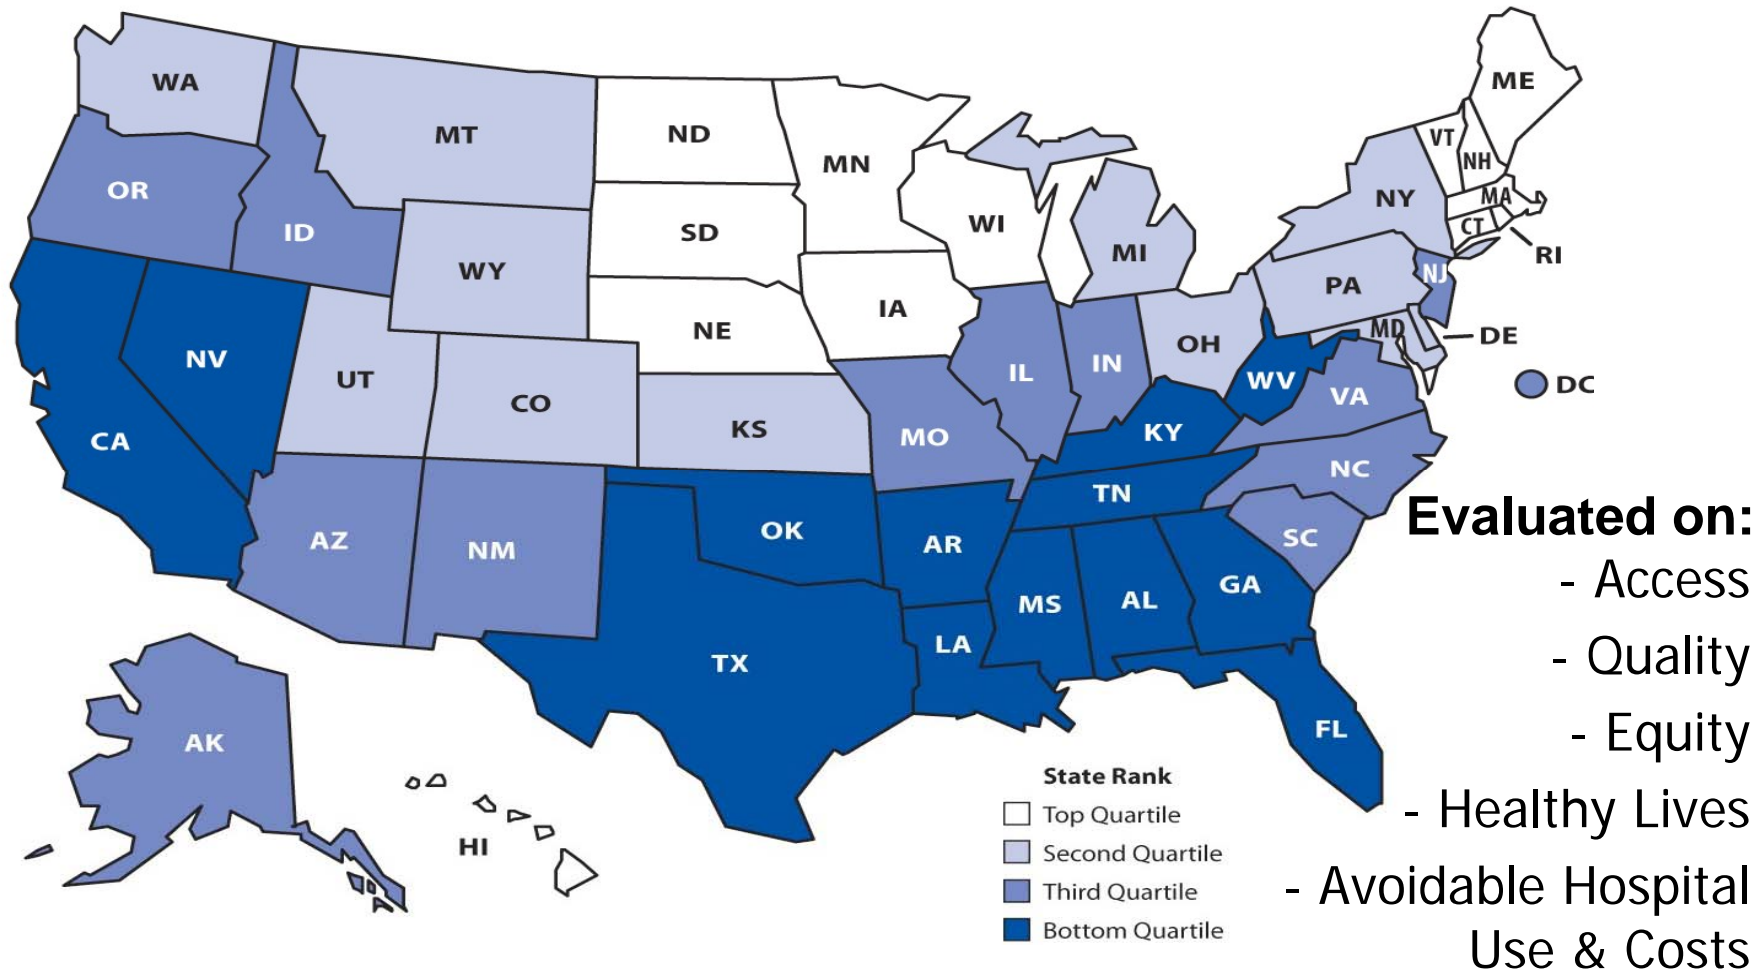 WA
MT
ND
MN
ME
VT
NH
OR
ID
WY
SD
WI
MI
NY
MA
CT
RI
NV
UT
CO
NE
IA
IL
IN
OH
PA
NJ
MD
DE
DC
CA
KS
MO
KY
WV
VA
AZ
NM
OK
AR
TN
NC
SC
TX
LA
MS
AL
GA
FL
AK
HI
State Rank
Top Quartile
Second Quartile
Third Quartile
Bottom Quartile
Evaluated on:
- Access
- Quality
- Equity
- Healthy Lives
- Avoidable Hospital
Use & Costs